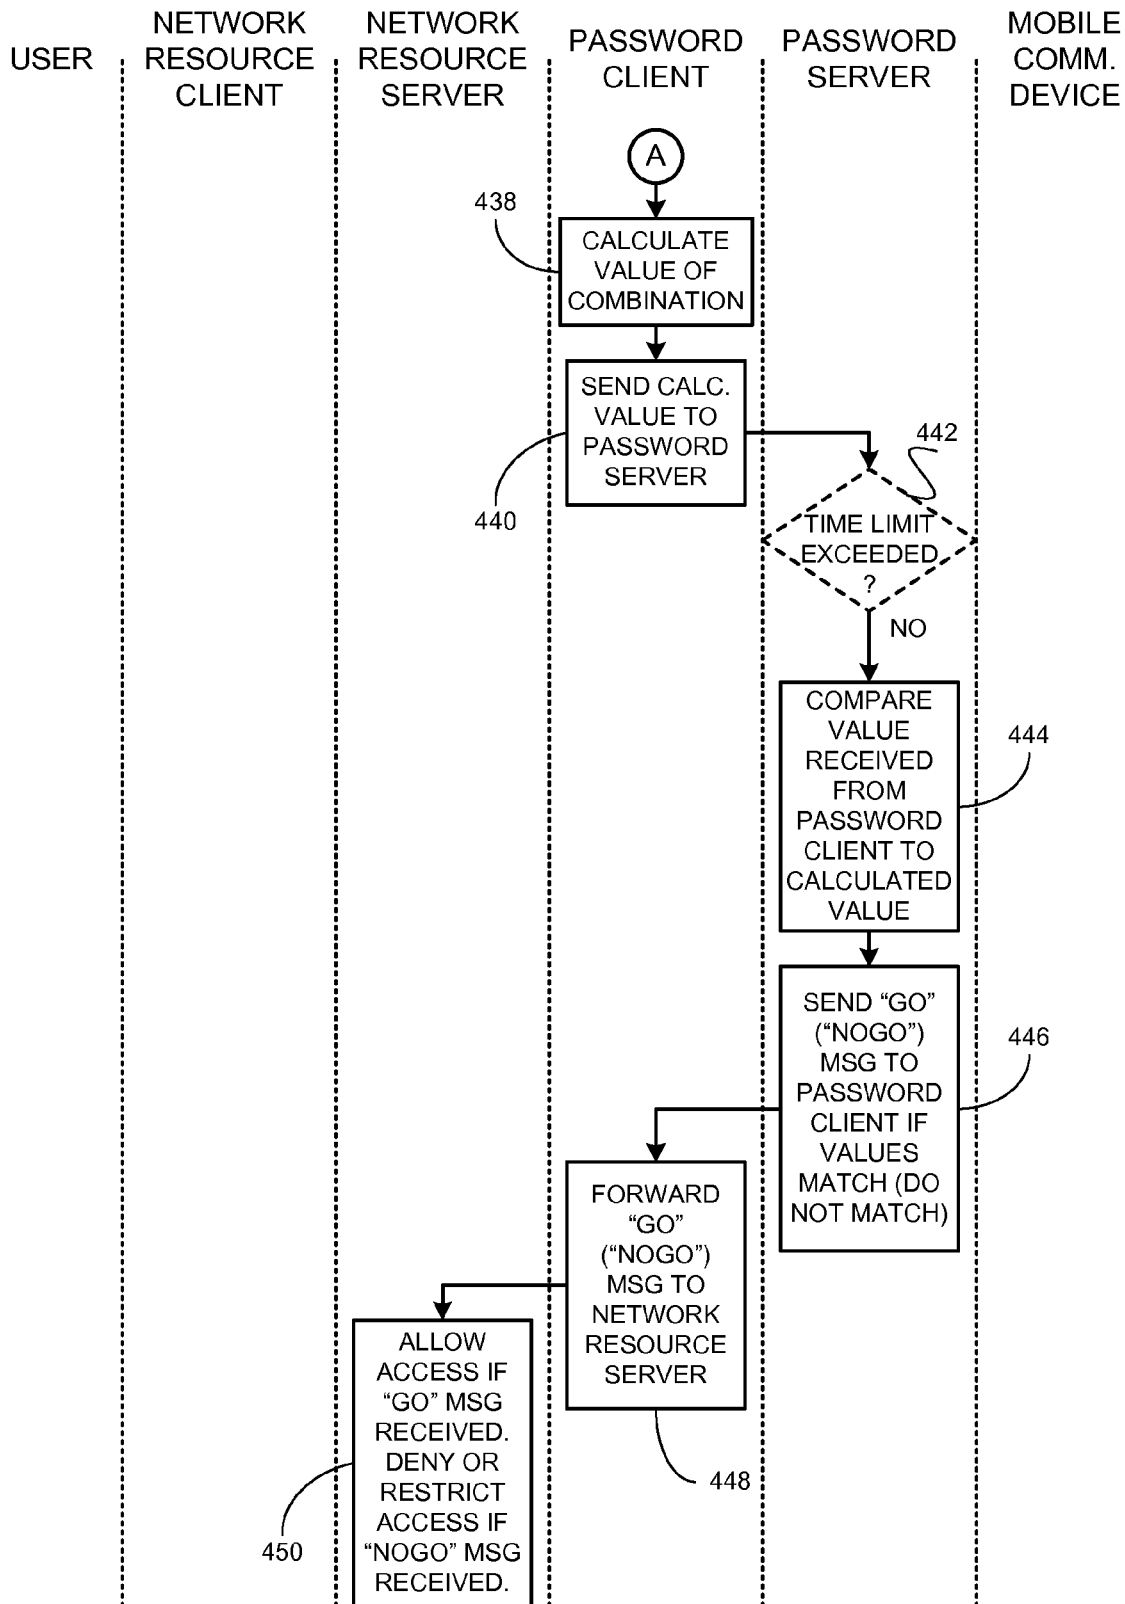 USER
NETWORK
RESOURCE
CLIENT
NETWORK
RESOURCE
SERVER
PASSWORD
CLIENT
PASSWORD
SERVER
MOBILE
COMM.
DEVICE
A
438
CALCULATE
VALUE OF
COMBINATION
SEND CALC.
VALUE TO
PASSWORD
SERVER
440
442
TIME LIMIT
EXCEEDED
?
NO
COMPARE
VALUE
RECEIVED
FROM
PASSWORD
CLIENT TO
CALCULATED
VALUE
444
SEND “GO”
(“NOGO”)
MSG TO
PASSWORD
CLIENT IF
VALUES
MATCH (DO
NOT MATCH)
446
FORWARD
“GO”
(“NOGO”)
MSG TO
NETWORK
RESOURCE
SERVER
448
ALLOW
ACCESS IF
“GO” MSG
RECEIVED.
DENY OR
RESTRICT
ACCESS IF
“NOGO” MSG
RECEIVED.
450